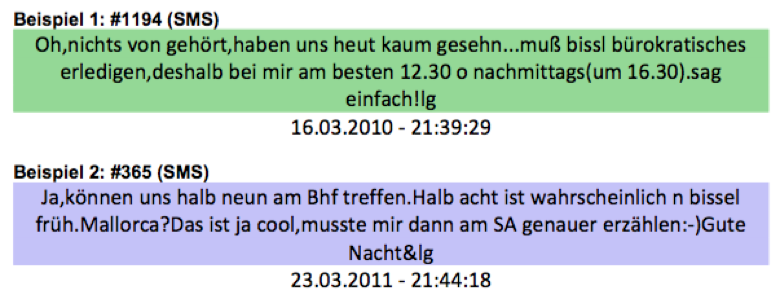 Beispiel 1: #1194 (SMS)
Oh,nichts von gehört,haben uns heut kaum gesehn...muß bissl bürokratisches
erledigen,deshalb bei mir am besten 12.30 o nachmittags(um 16.30).sag
einfach!lg
16.03.2010 - 21:39:29
Beispiel 2: #365 (SMS)
Ja,können uns halb neun am Bhf treffen.Halb acht ist wahrscheinlich n bissel
früh.Mallorca?Das ist ja cool,musste mir dann am SA genauer erzählen:-)Gute
Nacht&lg
23.03.2011 - 21:44:18